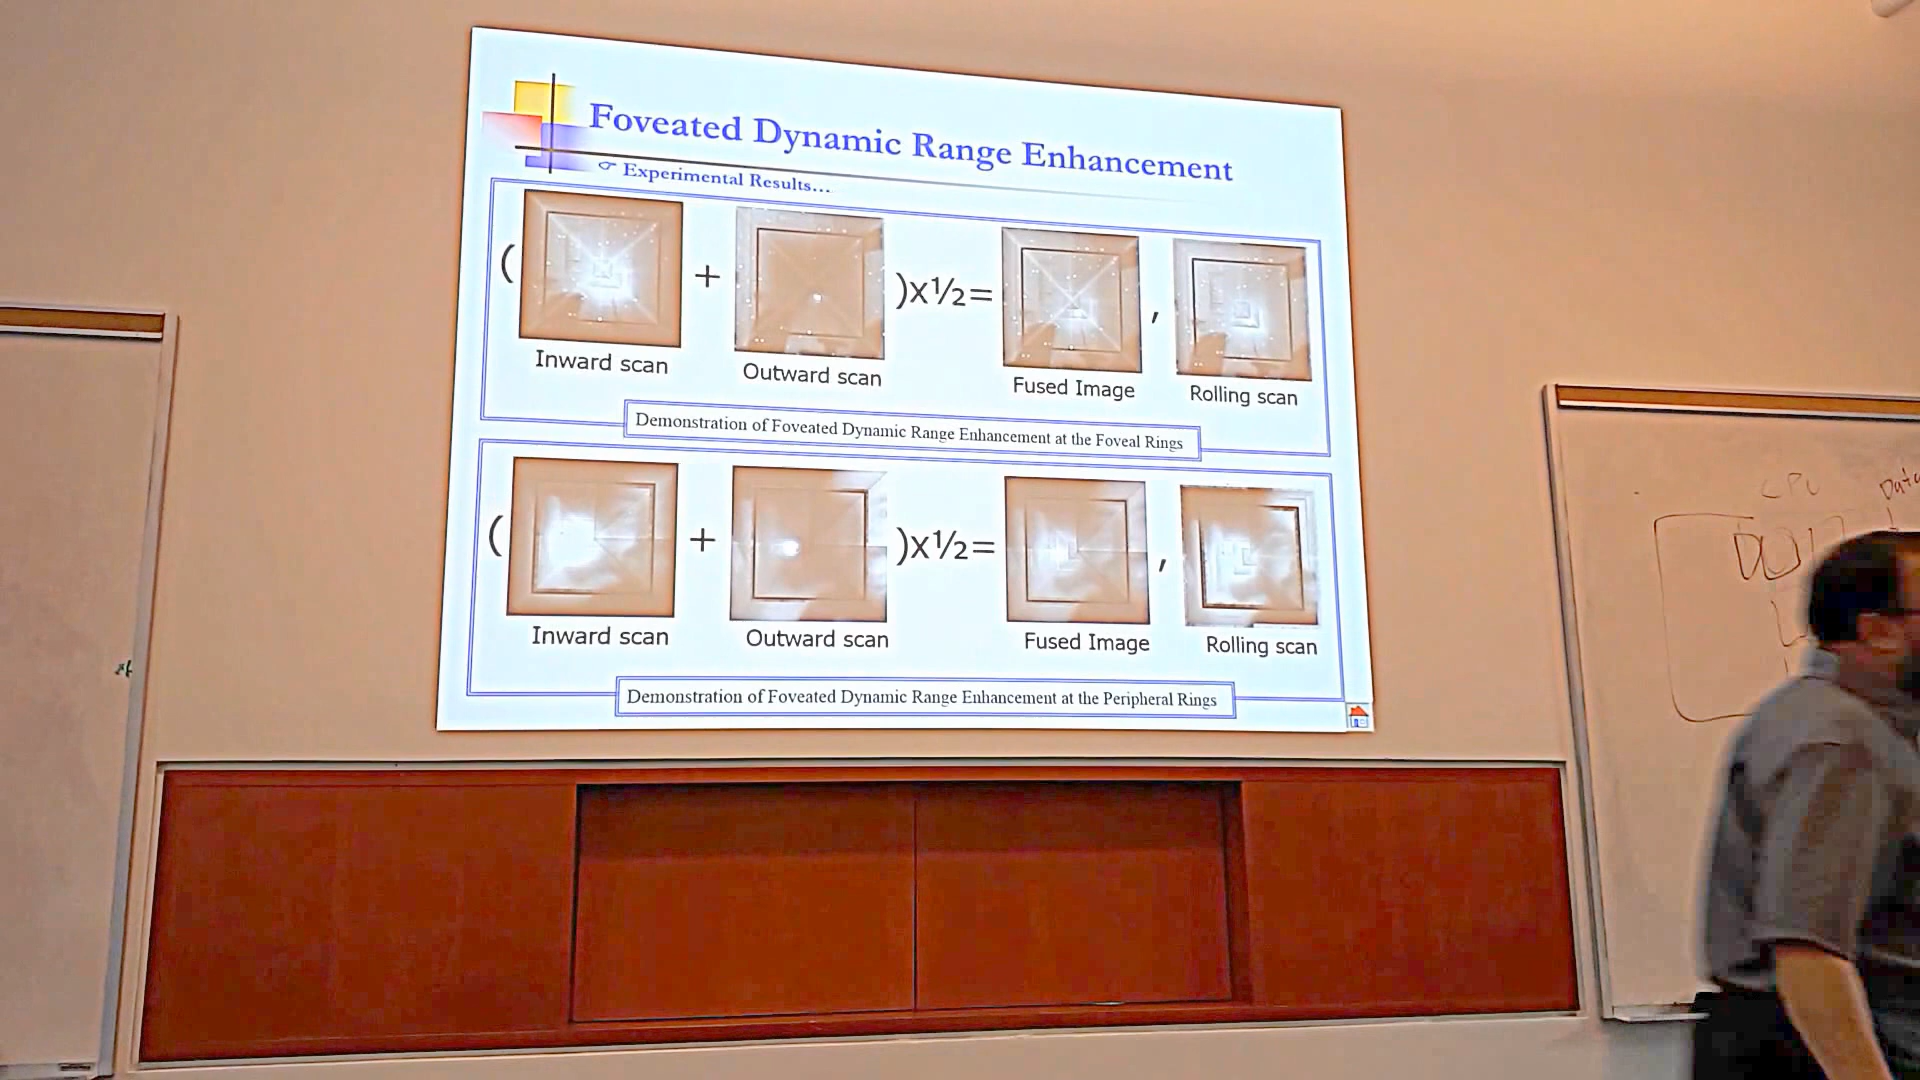 Foveated Dynamic Range Enhancement
☞ Experimental Results...
( + )x½= ,
Inward scan Outward scan Fused Image Rolling scan
Demonstration of Foveated Dynamic Range Enhancement at the Foveal Rings
( + )x½= ,
Inward scan Outward scan Fused Image Rolling scan
Demonstration of Foveated Dynamic Range Enhancement at the Peripheral Rings
CPU Data